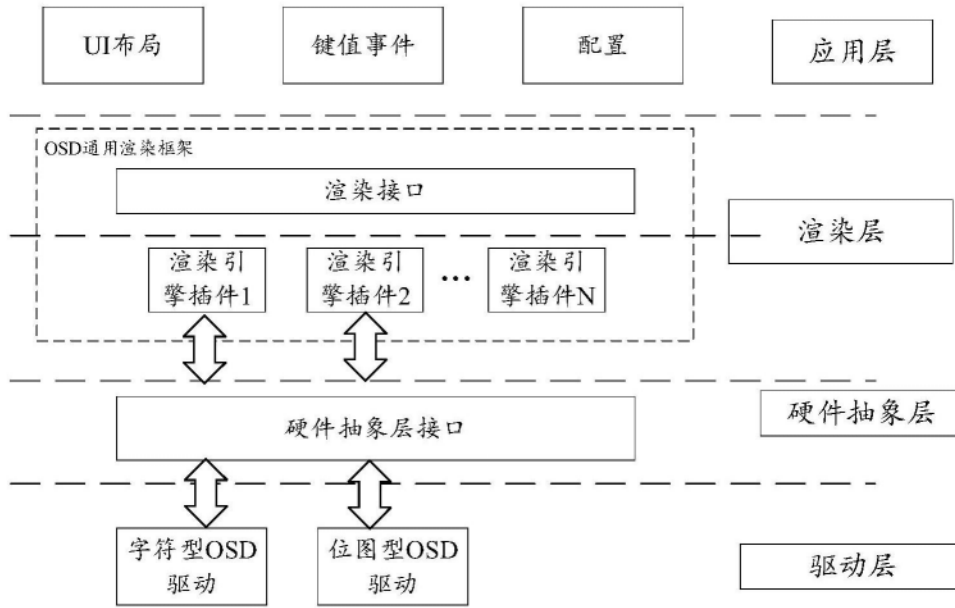 UI布局
键值事件
配置
应用层
OSD通用渲染框架
渲染接口
渲染层
渲染引
擎插件1
渲染引
擎插件2
...
渲染引
擎插件N
硬件抽象层接口
硬件抽象层
字符型OSD
驱动
位图型OSD
驱动
驱动层